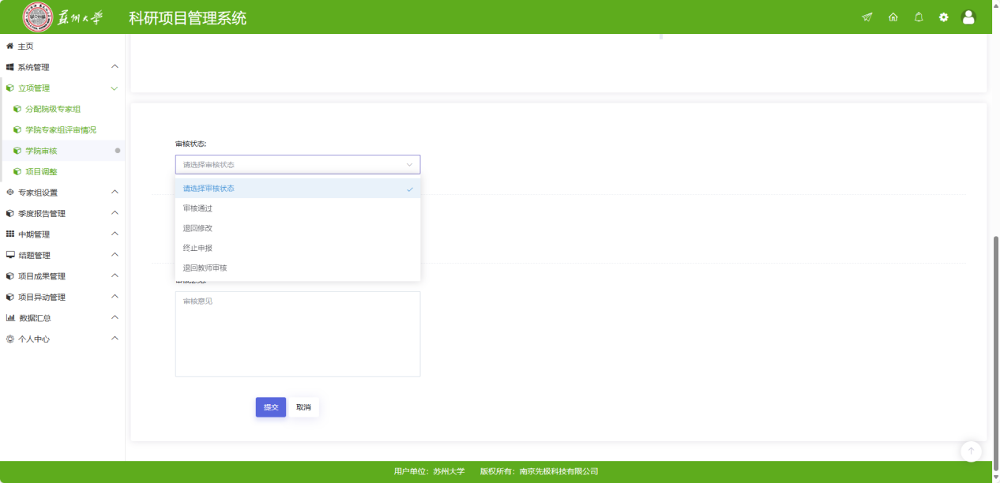 苏州大学
科研项目管理系统
主页
系统管理
立项管理
分配院级专家组
学院专家组评审情况
学院审核
项目调整
专家组设置
季度报告管理
中期管理
结题管理
项目成果管理
项目异动管理
数据汇总
个人中心
审核状态:
请选择审核状态
请选择审核状态
审核通过
退回修改
终止申报
退回教师审核
审核意见:
审核意见
提交
取消
用户单位：苏州大学 版权所有：南京先极科技有限公司